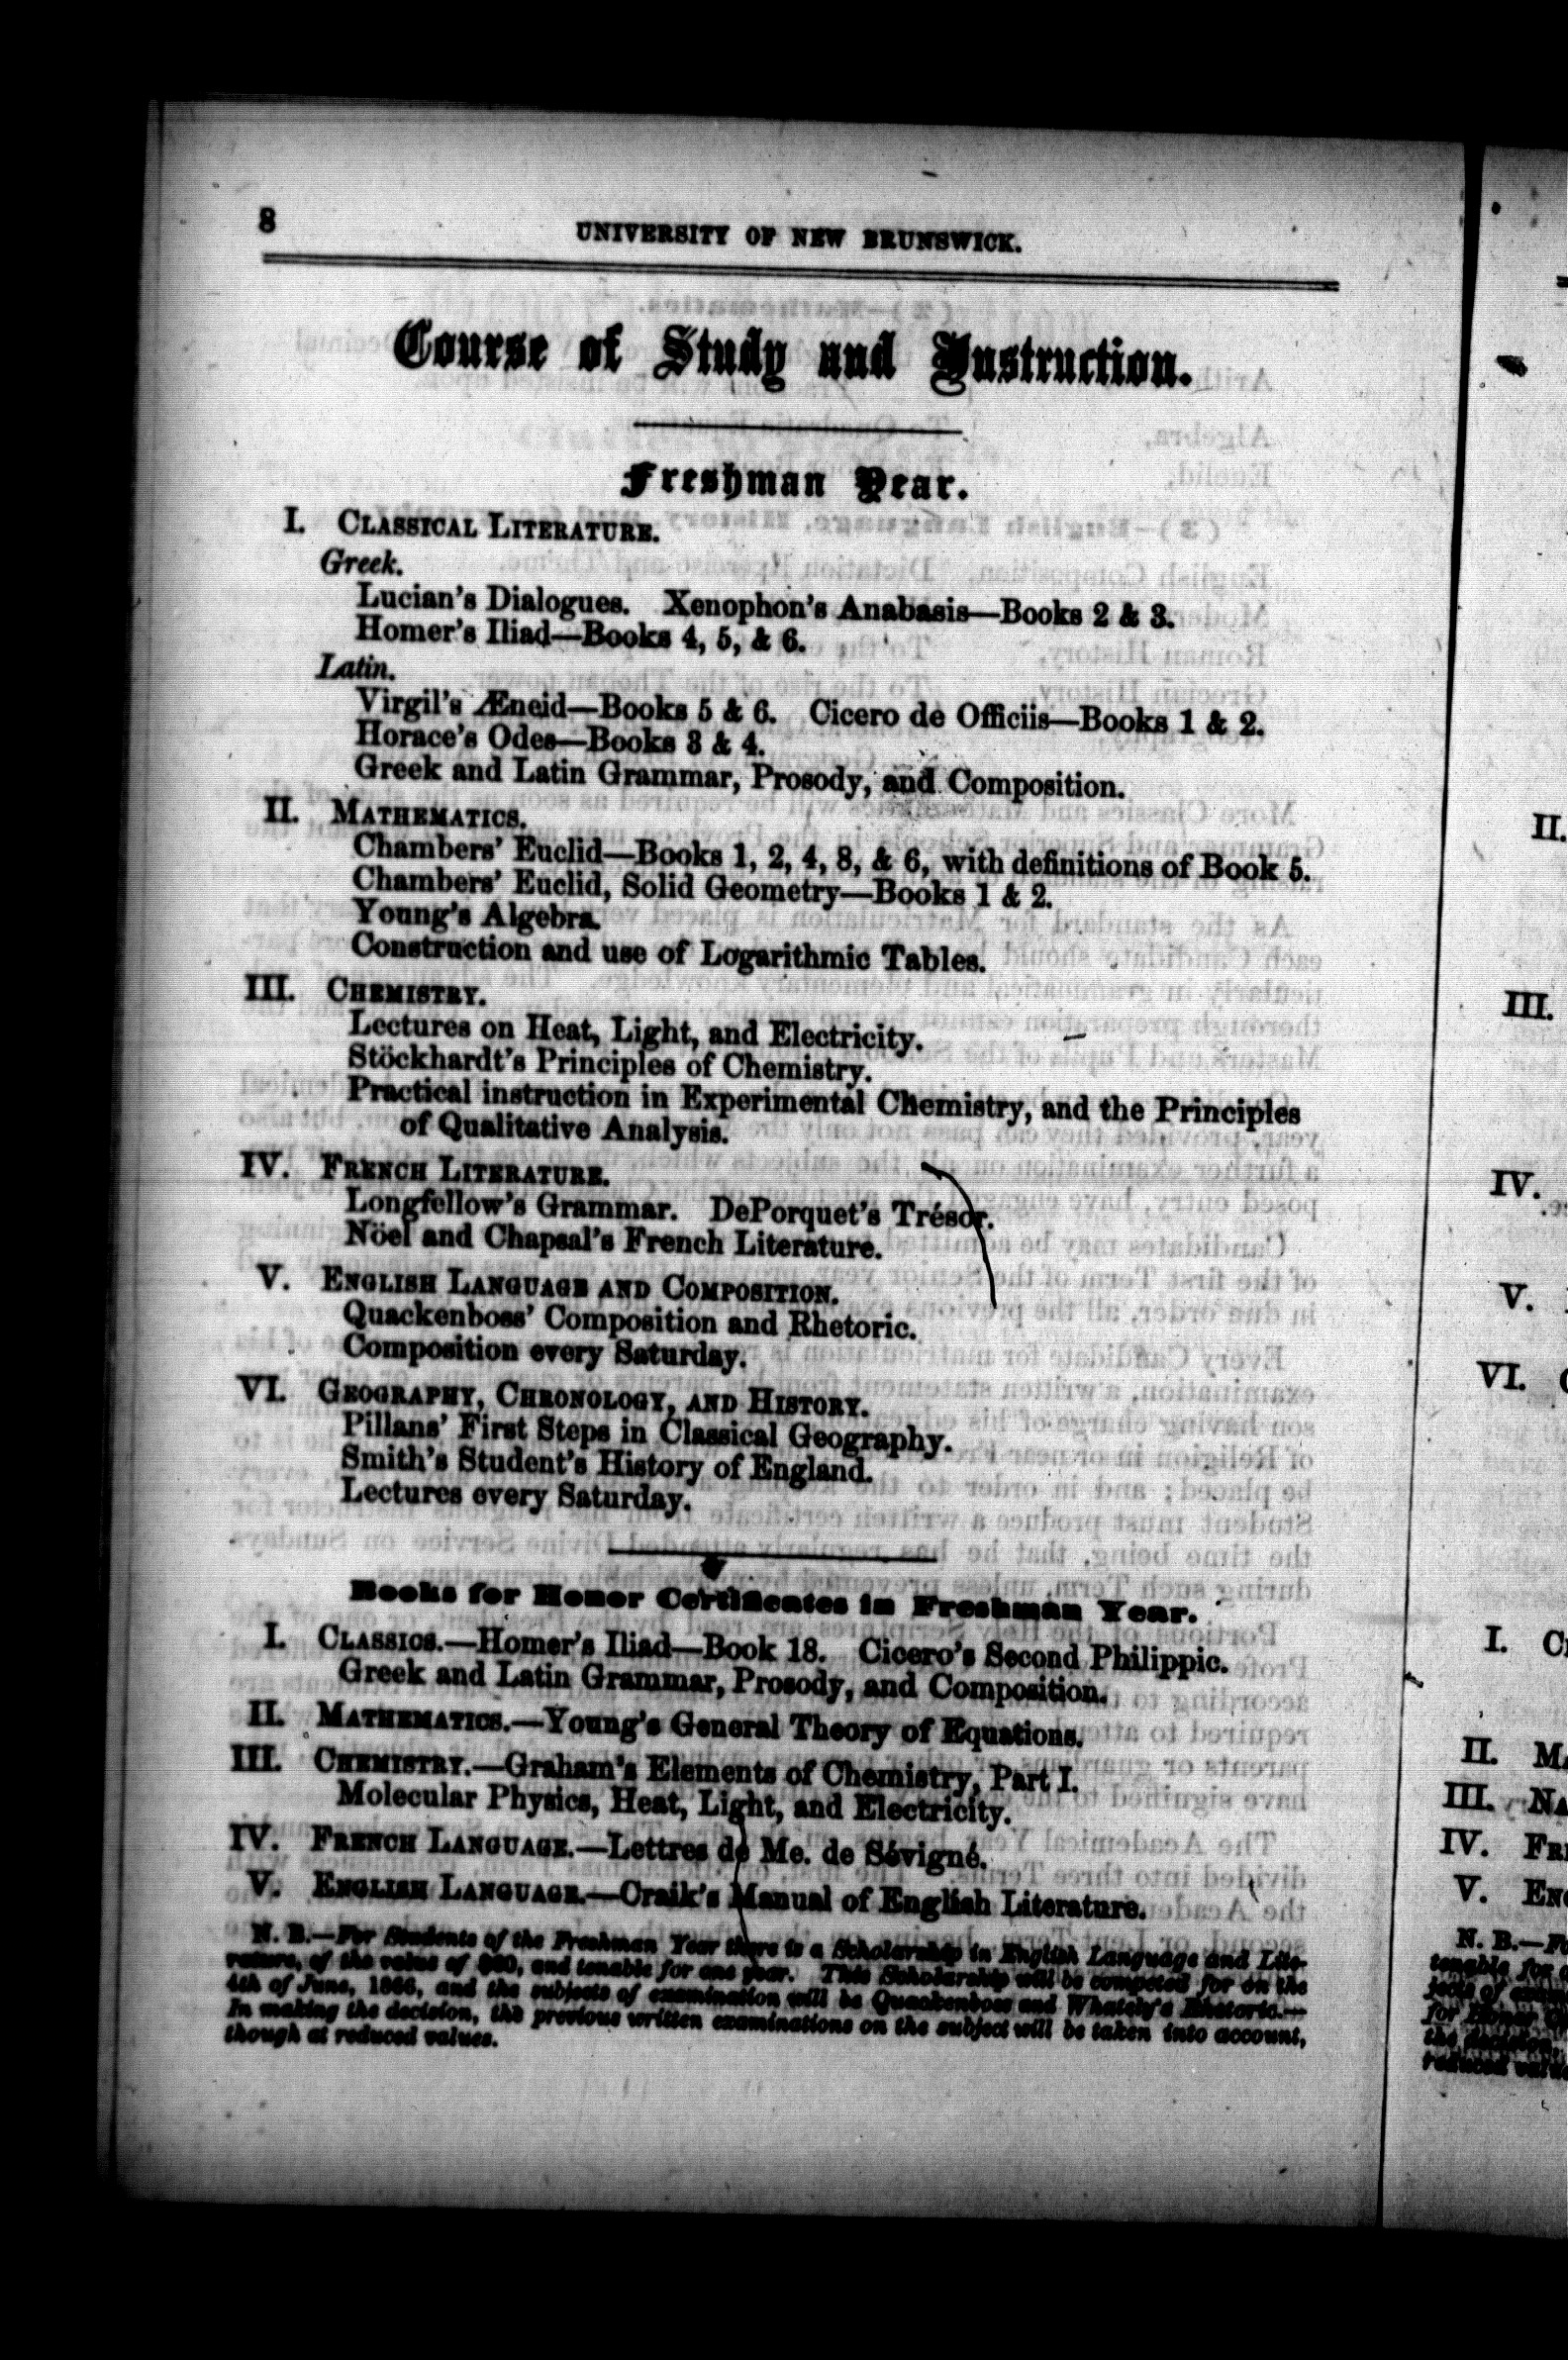 8
UNIVERSITY OF NEW BRUNSWICK.
Course of Study and Instruction.
Freshman Year.
I. CLASSICAL LITERATURE.
Greek.
Lucian's Dialogues. Xenophon's Anabasis—Books 2 & 3.
Homer's Iliad—Books 4, 5, & 6.
Latin.
Virgil's Æneid—Books 5 & 6. Cicero de Officiis—Books 1 & 2.
Horace's Odes—Books 3 & 4.
Greek and Latin Grammar, Prosody, and Composition.
II. MATHEMATICS.
Chambers' Euclid—Books 1, 2, 4, 3, & 6, with definitions of Book 5.
Chambers' Euclid, Solid Geometry—Books 1 & 2.
Young's Algebra.
Construction and use of Logarithmic Tables.
III. CHEMISTRY.
Lectures on Heat, Light, and Electricity.
Stöckhardt's Principles of Chemistry.
Practical instruction in Experimental Chemistry, and the Principles
of Qualitative Analysis.
IV. FRENCH LITERATURE.
Longfellow's Grammar. DePorquet's Trésor.
Nöel and Chapsal's French Literature.
V. ENGLISH LANGUAGE AND COMPOSITION.
Quackenboss' Composition and Rhetoric.
Composition every Saturday.
VI. GEOGRAPHY, CHRONOLOGY, AND HISTORY.
Pillans' First Steps in Classical Geography.
Smith's Student's History of England.
Lectures every Saturday.
Books for Honor Certificates in Freshman Year.
I. CLASSICS.—Homer's Iliad—Book 18. Cicero's Second Philippic.
Greek and Latin Grammar, Prosody, and Composition.
II. MATHEMATICS.—Young's General Theory of Equations.
III. CHEMISTRY.—Graham's Elements of Chemistry, Part I.
Molecular Physics, Heat, Light, and Electricity.
IV. FRENCH LANGUAGE.—Lettres de Me. de Sévigné.
V. ENGLISH LANGUAGE.—Craik's Manual of English Literature.
N. B.—For Students of the Freshman Year there is a Scholarship in English Language and Lite-
rature, of the value of $60, and tenable for one year. This Scholarship will be competed for on the
4th of June, 1866, and the subjects of examination will be Quackenboss and Whately's Rhetoric.—
In making the decision, the previous written examinations on the subject will be taken into account,
though at reduced values.
II.
III.
IV.
V.
VI.
I.
II.
III.
IV.
V.
N. B.—
tenable for
for Honor
the decision,
reduced